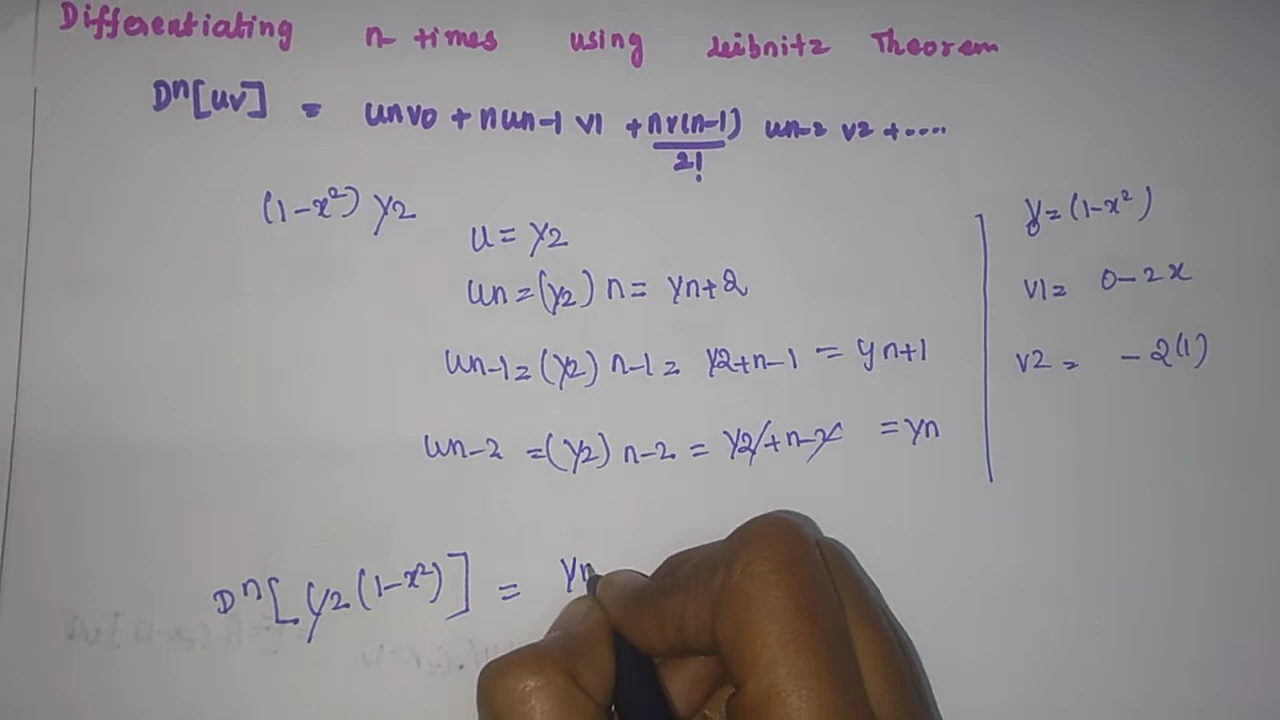 Differentiating n times using Leibnitz Theorem
Dⁿ[uv] = unv0 + nun-1 v1 + n(n-1)/2! un-2 v2 + ....
(1-x²) y2
u = y2
y = (1-x²)
un = (y2) n = yn+2
v1 = 0-2x
un-1 = (y2) n-1 = y2+n-1 = yn+1
v2 = -2(1)
un-2 = (y2) n-2 = y2+n-2 = yn
Dⁿ[y2(1-x²)] = yn